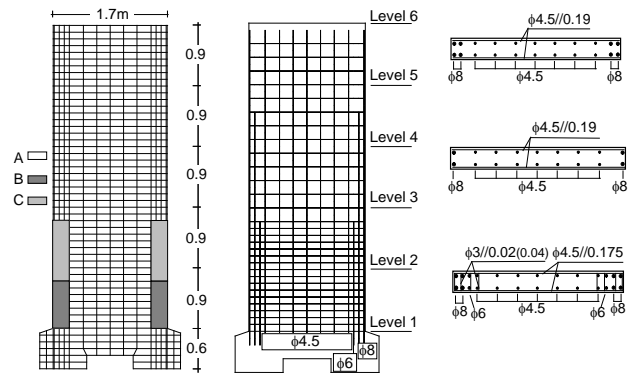 1.7m
0.9
0.9
0.9
0.9
0.9
0.6
A
B
C
Level 6
Level 5
Level 4
Level 3
Level 2
Level 1
ϕ4.5
ϕ8
ϕ6
ϕ4.5//0.19
ϕ8 ϕ4.5 ϕ8
ϕ4.5//0.19
ϕ8 ϕ4.5 ϕ8
ϕ3//0.02(0.04) ϕ4.5//0.175
ϕ8 ϕ6 ϕ4.5 ϕ6 ϕ8